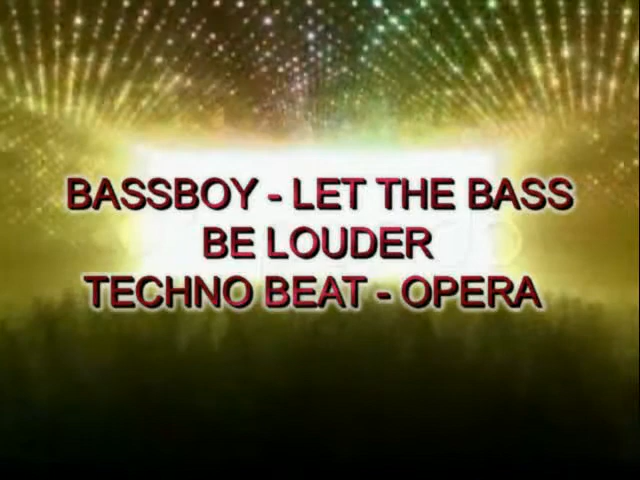 BASSBOY - LET THE BASS
BE LOUDER
TECHNO BEAT - OPERA